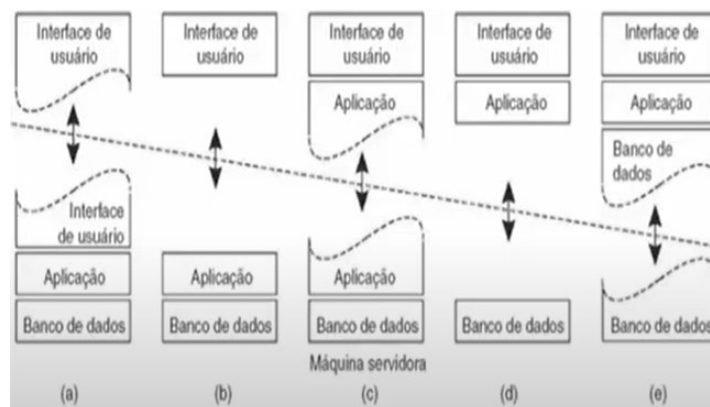 Interface de
usuário
Interface
de usuário
Aplicação
Banco de dados
(a)
Interface de
usuário
Aplicação
Banco de dados
(b)
Interface de
usuário
Aplicação
Aplicação
Banco de dados
Máquina servidora
(c)
Interface de
usuário
Aplicação
Banco de dados
(d)
Interface de
usuário
Aplicação
Banco de
dados
Banco de dados
(e)